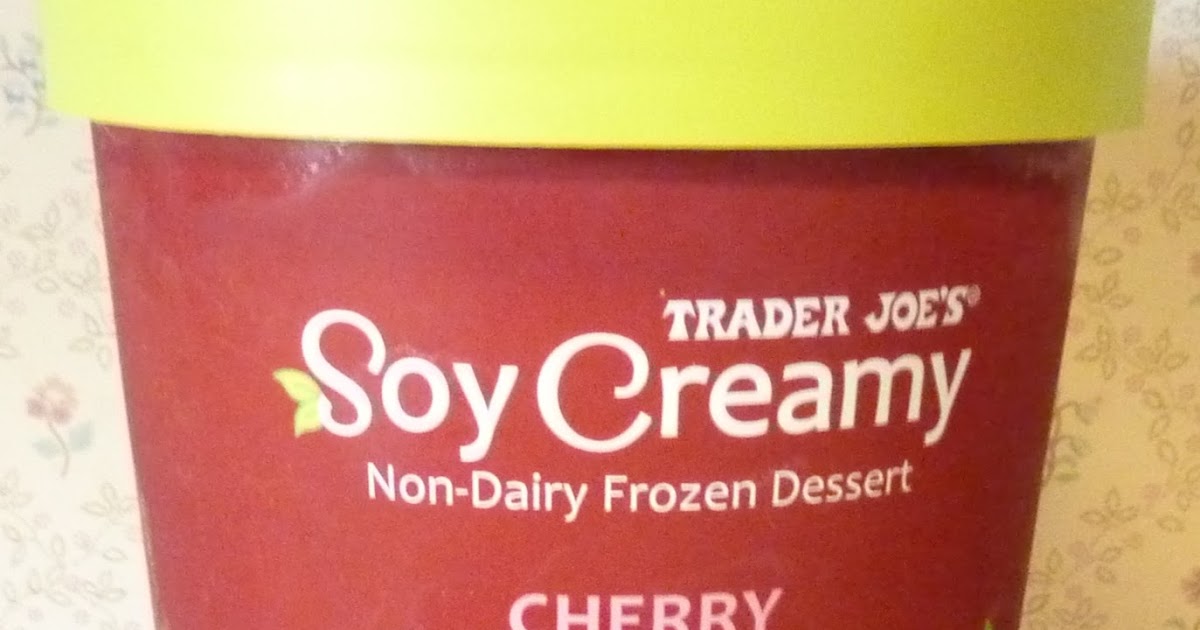 TRADER JOE'S®
Soy Creamy
Non-Dairy Frozen Dessert
CHERRY